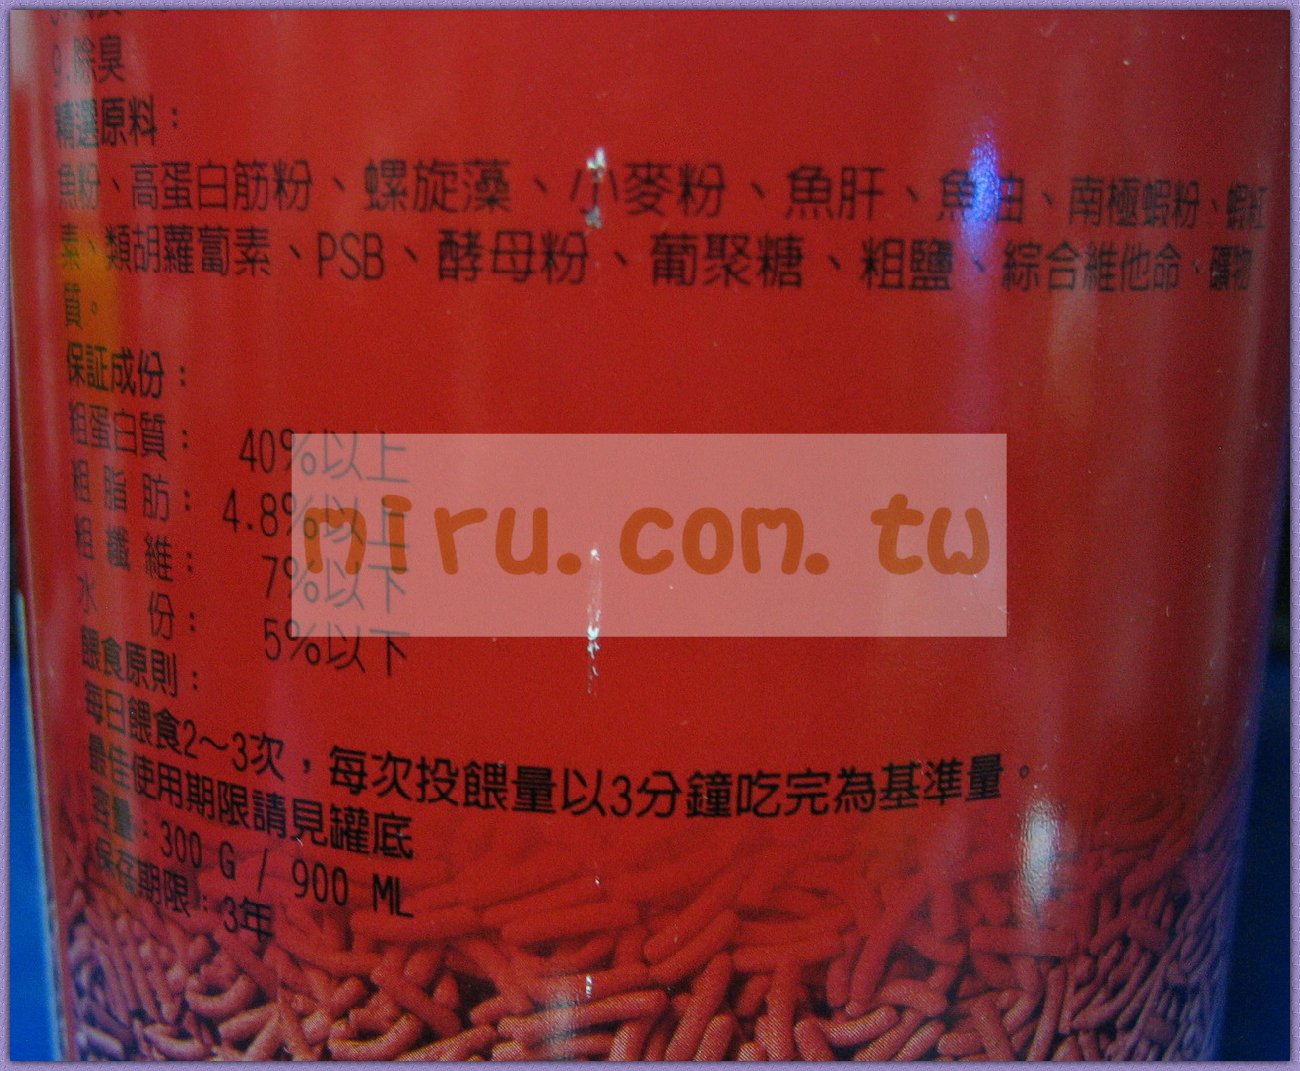 9.除臭
精選原料：
魚粉、高蛋白筋粉、螺旋藻、小麥粉、魚肝、魚油、南極蝦粉、蝦紅
素、類胡蘿蔔素、PSB、酵母粉、葡聚糖、粗鹽、綜合維他命、礦物
質。
保証成份：
粗蛋白質： 40%以上
粗脂肪： 4.8%以上
粗纖維： 7%以下
水份： 5%以下
餵食原則：
每日餵食2～3次，每次投餵量以3分鐘吃完為基準量。
最佳使用期限請見罐底
容量：300 G / 900 ML
保存期限：3年
miru.com.tw